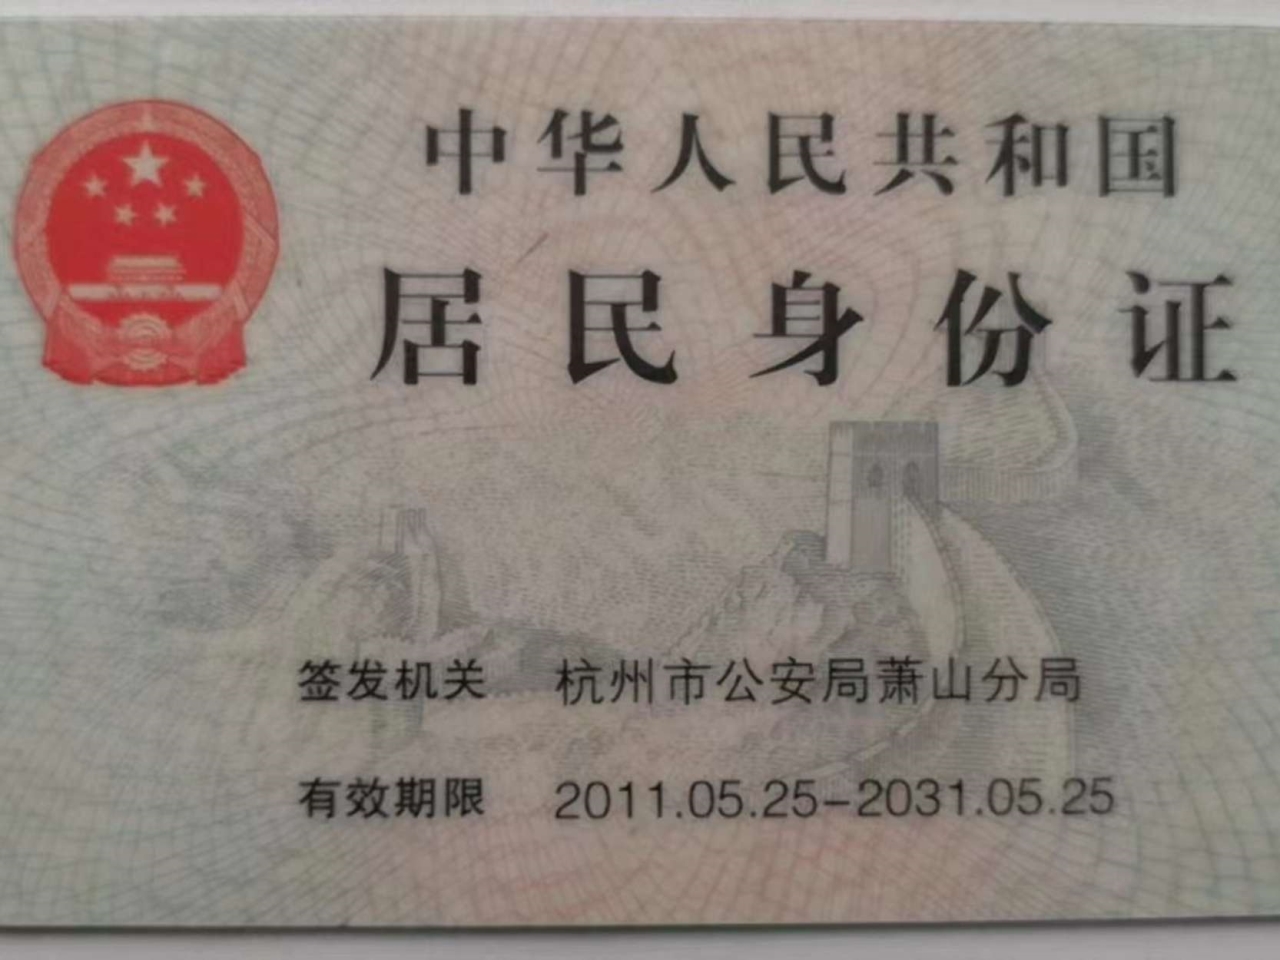 中华人民共和国
居民身份证
签发机关 杭州市公安局萧山分局
有效期限 2011.05.25-2031.05.25